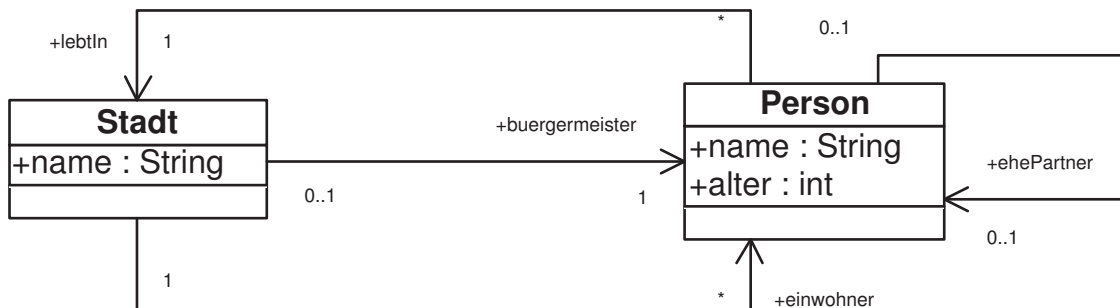 * 0..1
+lebtIn 1
Person
Stadt
+buergermeister
+name : String
+name : String
+ehePartner
+alter : int
0..1 1
0..1
1
* +einwohner